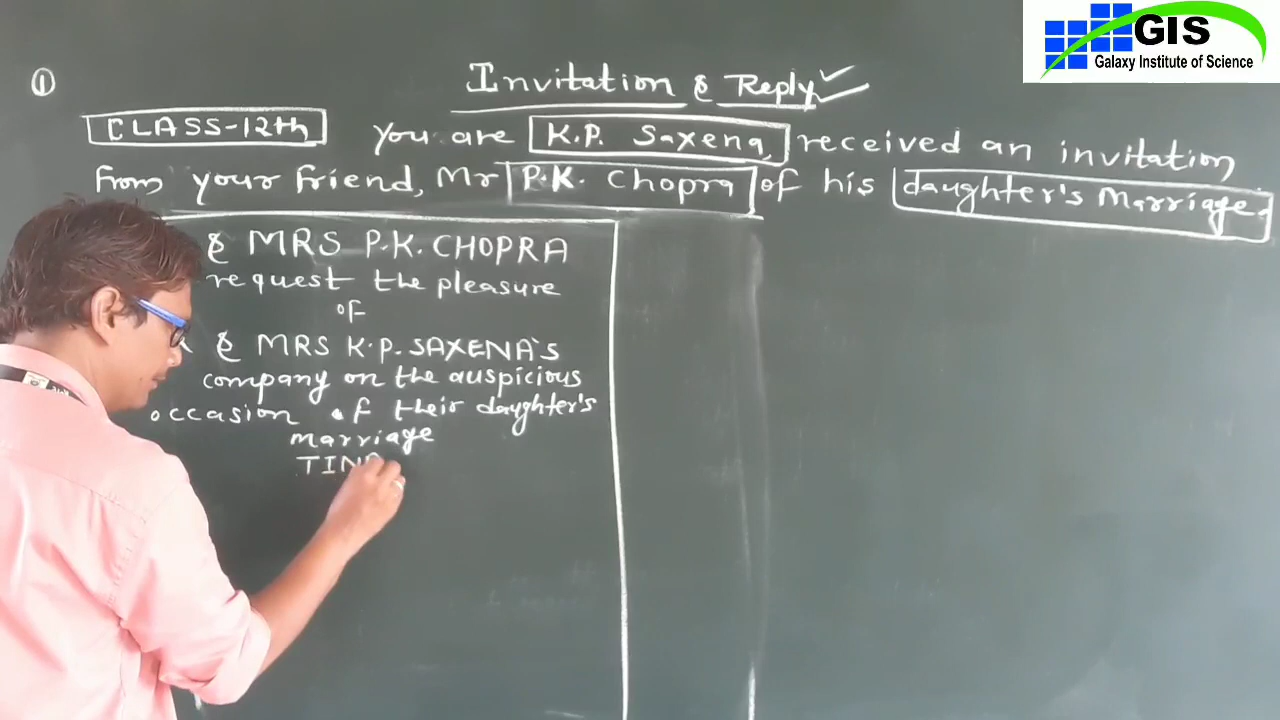 GIS
Galaxy Institute of Science
① Invitation & Reply
CLASS-12th You are K.P. Saxena, received an invitation
from your friend, Mr P.K. Chopra of his daughter's Marriage.
& MRS P.K. CHOPRA
request the pleasure
of
& MRS K.P. SAXENA'S
company on the auspicious
occasion of their daughter's
marriage
TINA